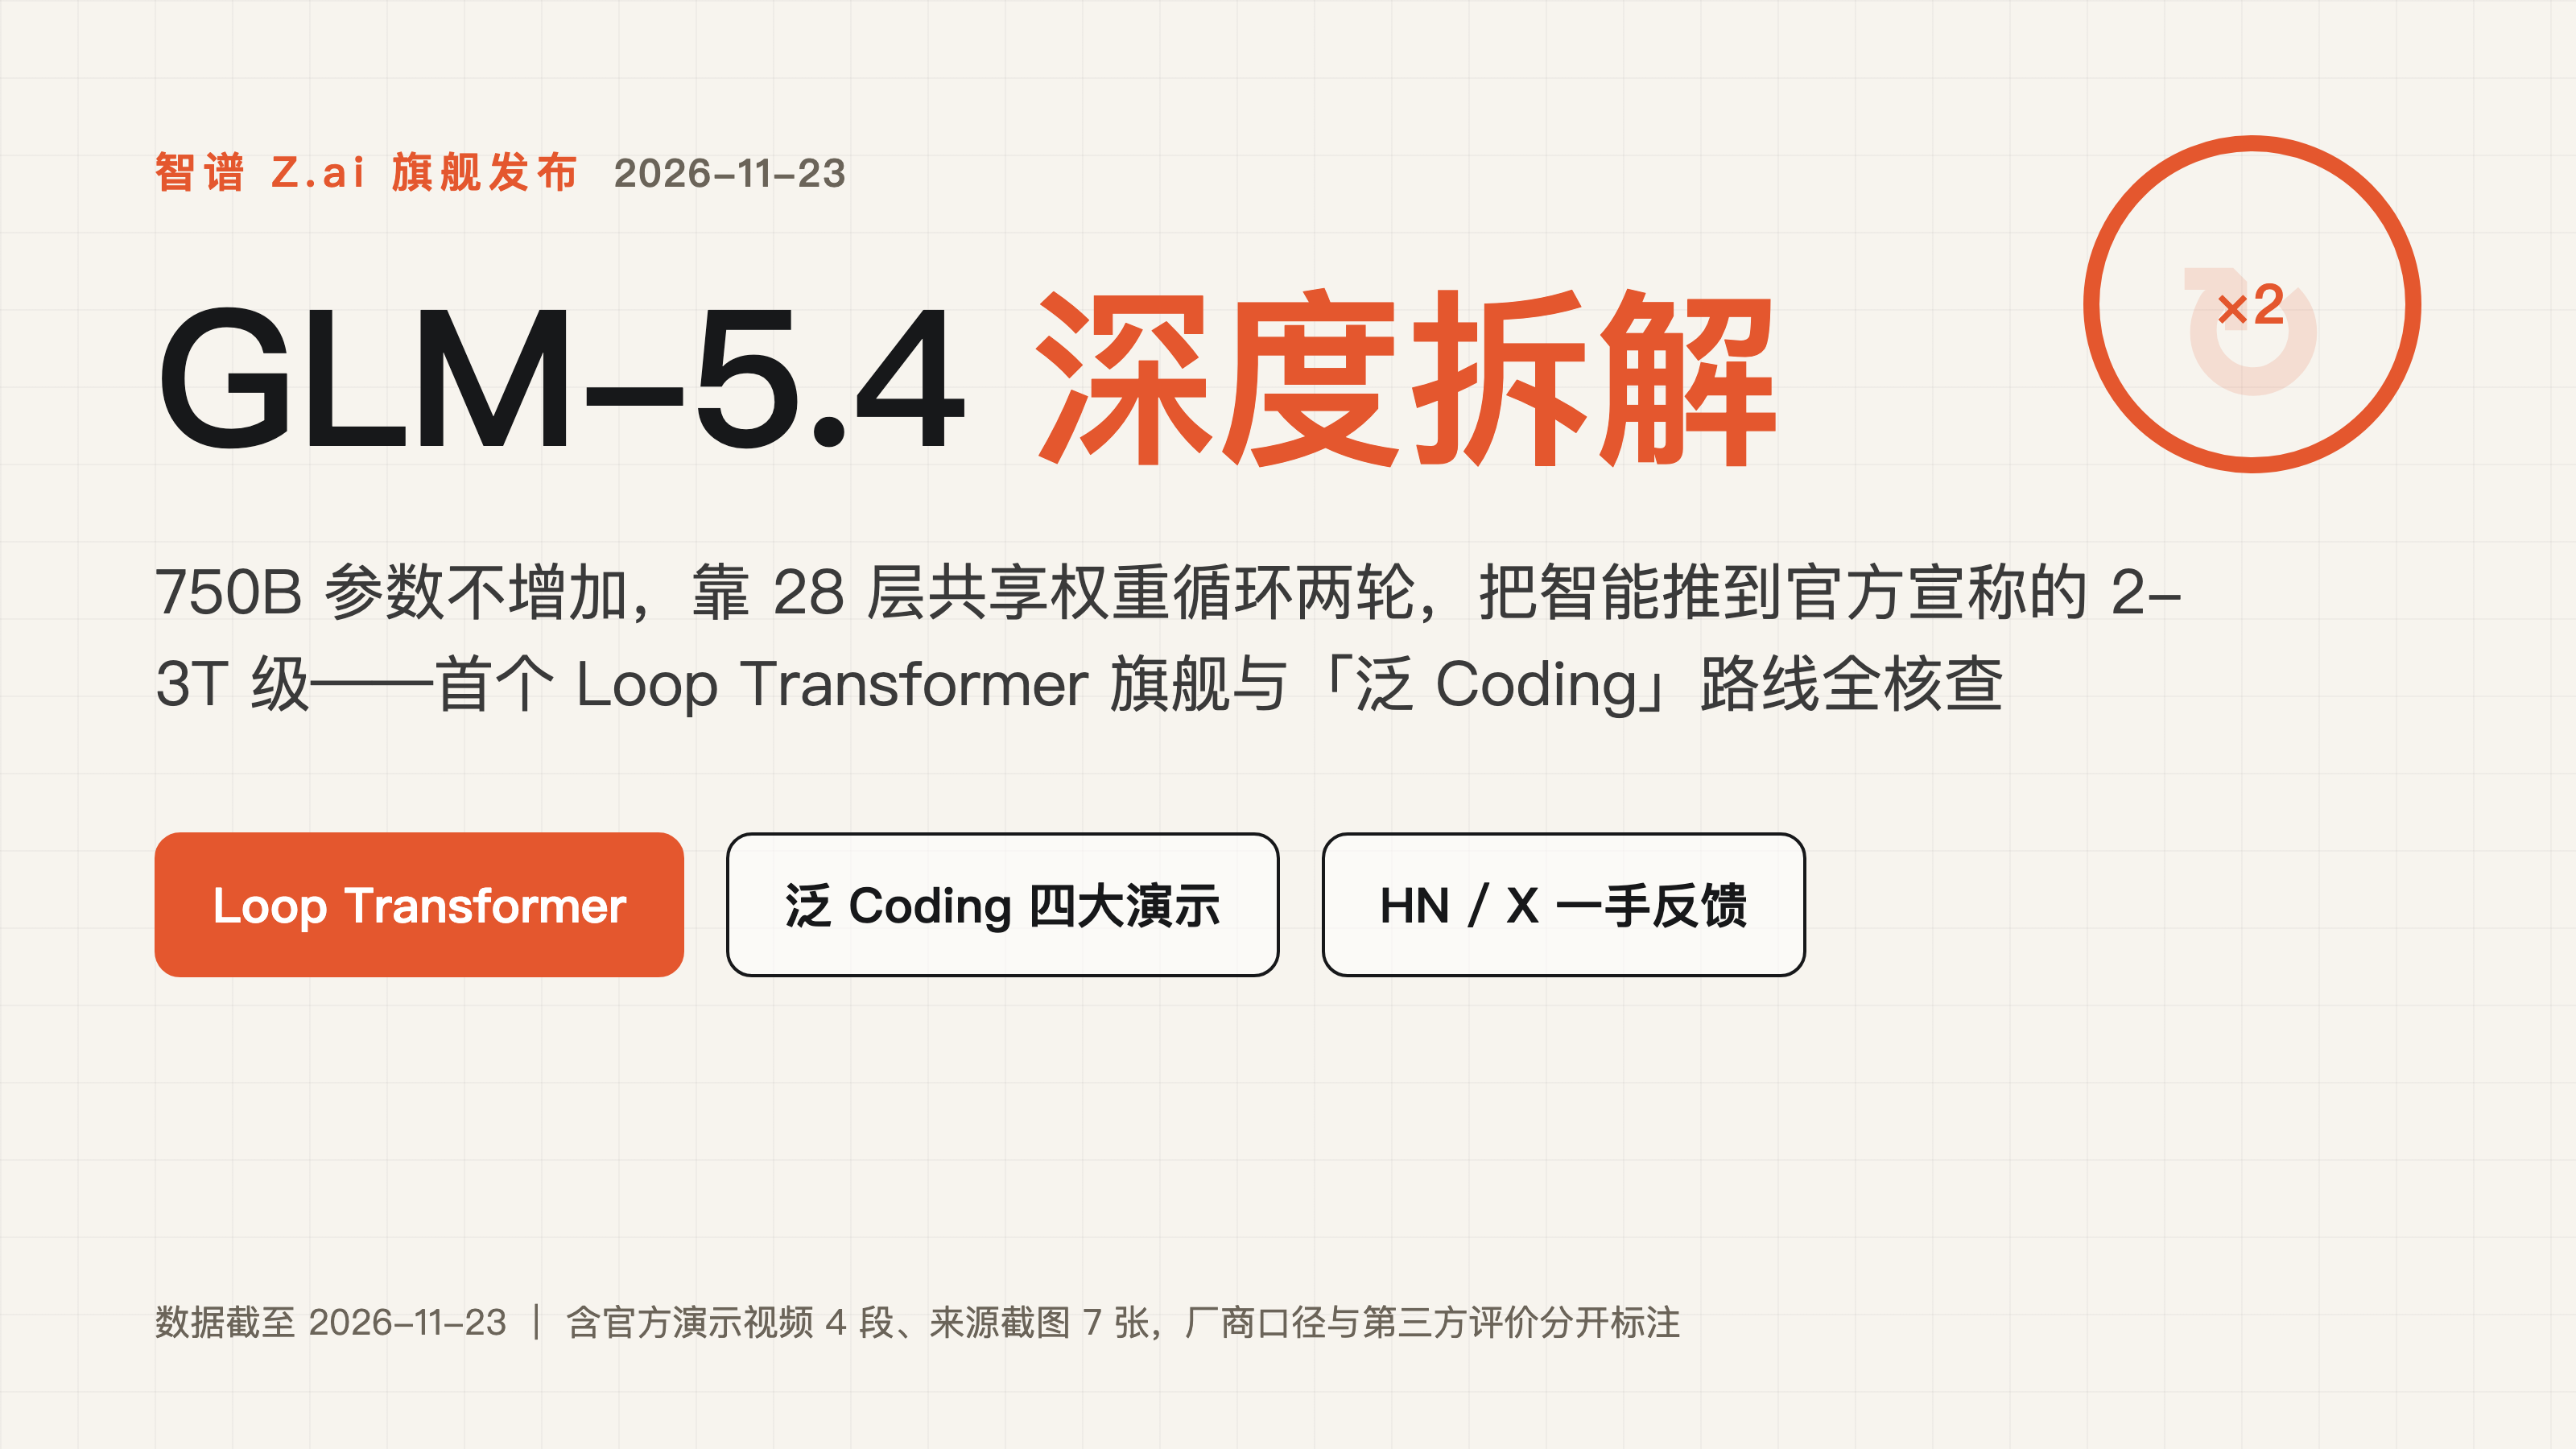 智谱 Z.ai 旗舰发布 2026–11–23
GLM–5.4 深度拆解
↻
×2
750B 参数不增加，靠 28 层共享权重循环两轮，把智能推到官方宣称的 2–
3T 级——首个 Loop Transformer 旗舰与「泛 Coding」路线全核查
Loop Transformer
泛 Coding 四大演示
HN / X 一手反馈
数据截至 2026–11–23 ｜ 含官方演示视频 4 段、来源截图 7 张，厂商口径与第三方评价分开标注